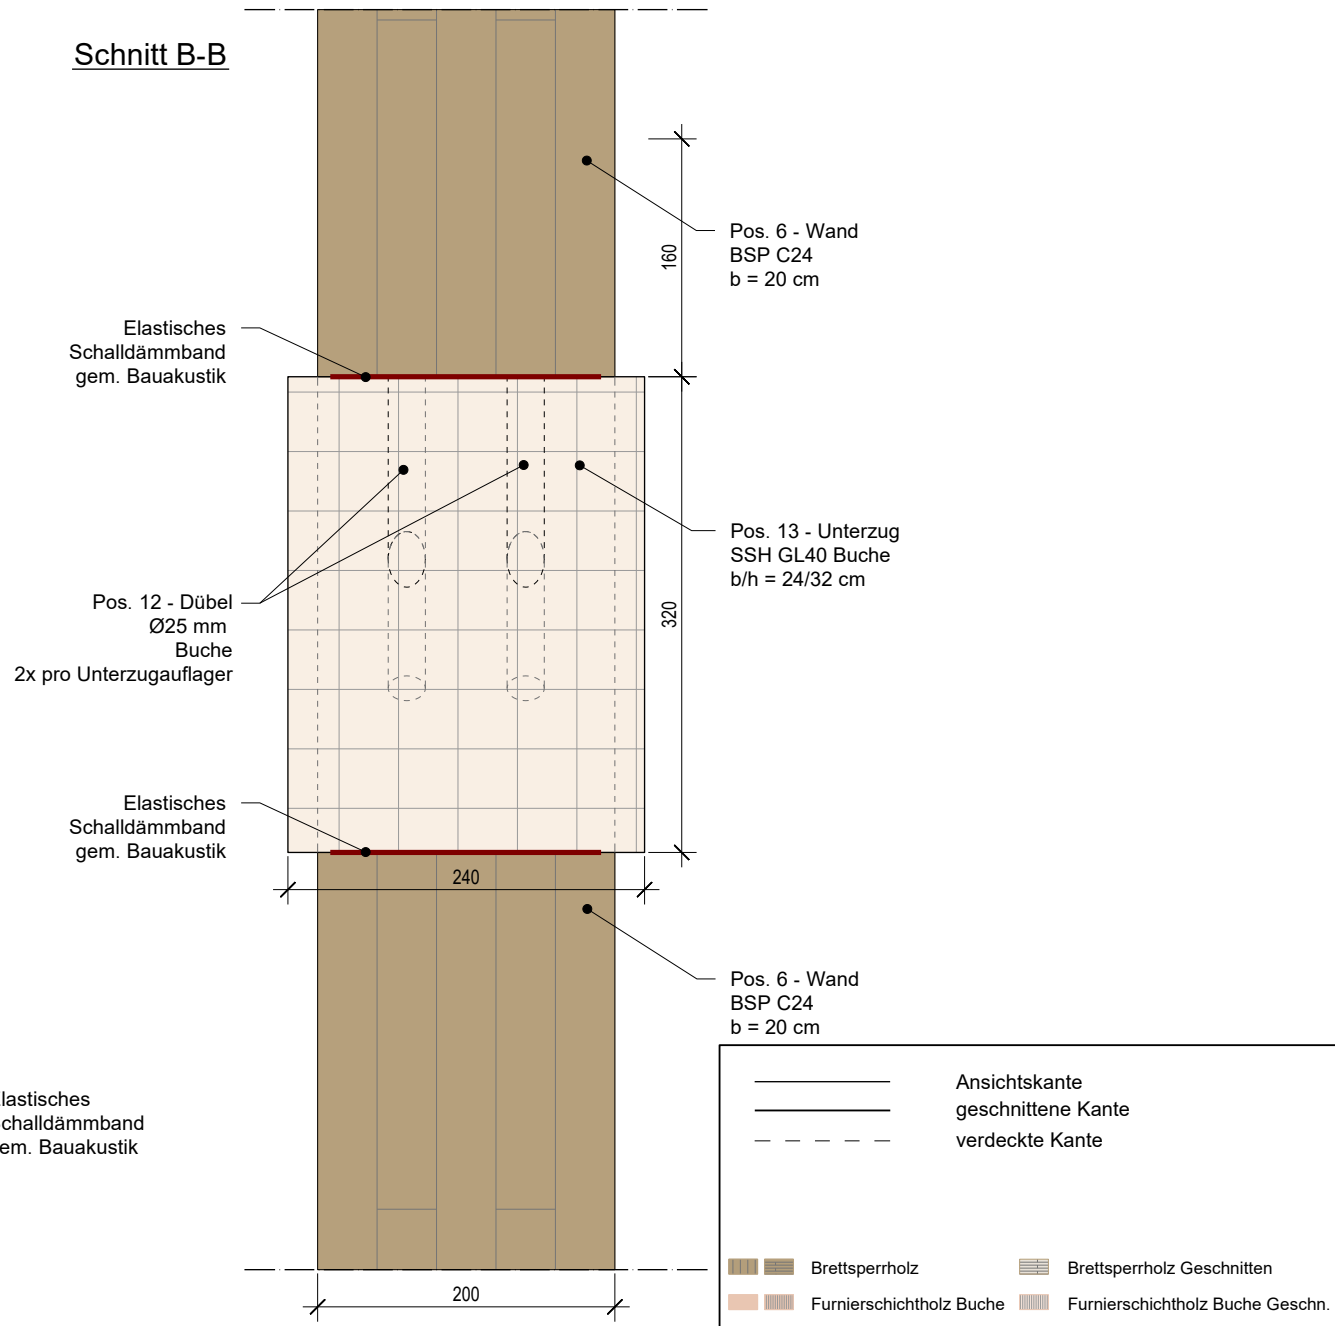 Schnitt B-B
Pos. 6 - Wand
BSP C24
b = 20 cm
160
Elastisches
Schalldämmband
gem. Bauakustik
Pos. 13 - Unterzug
SSH GL40 Buche
b/h = 24/32 cm
320
Pos. 12 - Dübel
Ø25 mm
Buche
2x pro Unterzugauflager
Elastisches
Schalldämmband
gem. Bauakustik
240
Pos. 6 - Wand
BSP C24
b = 20 cm
lastisches
challdämmband
em. Bauakustik
200
Ansichtskante
geschnittene Kante
verdeckte Kante
Brettsperrholz
Brettsperrholz Geschnitten
Furnierschichtholz Buche
Furnierschichtholz Buche Geschn.